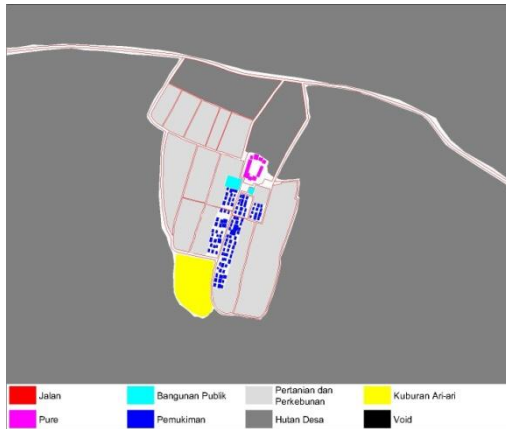 Jalan
Bangunan Publik
Pertanian dan
Perkebunan
Kuburan Ari-ari
Pure
Pemukiman
Hutan Desa
Void